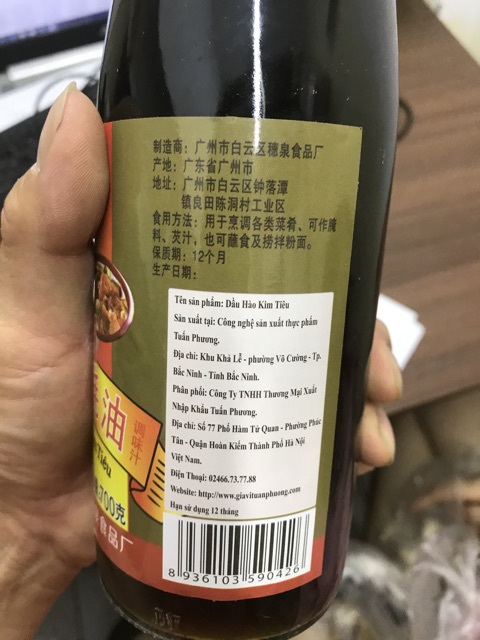 制造商：广州市白云区穗泉食品厂
产地：广东省广州市
地址：广州市白云区钟落潭
镇良田陈洞村工业区
食用方法：用于烹调各类菜肴、可作腌
料、芡汁，也可蘸食及捞拌粉面。
保质期：12个月
生产日期：
Tên sản phẩm: Dầu Hào Kim Tiêu
Sản xuất tại: Công nghệ sản xuất thực phẩm
Tuấn Phương.
Địa chỉ: Khu Khả Lễ - phường Võ Cường - Tp.
Bắc Ninh - Tỉnh Bắc Ninh.
Phân phối: Công Ty TNHH Thương Mại Xuất
Nhập Khẩu Tuấn Phương.
Địa chỉ: Số 77 Phố Hàm Tử Quan - Phường Phúc
Tân - Quận Hoàn Kiếm Thành Phố Hà Nội
Việt Nam.
Điện Thoại: 02466.73.77.88
Website: http://www.giavituanphuong.com
Hạn sử dụng 12 tháng
8 936103 590426
油
调味汁
Tiêu
700克
食品厂